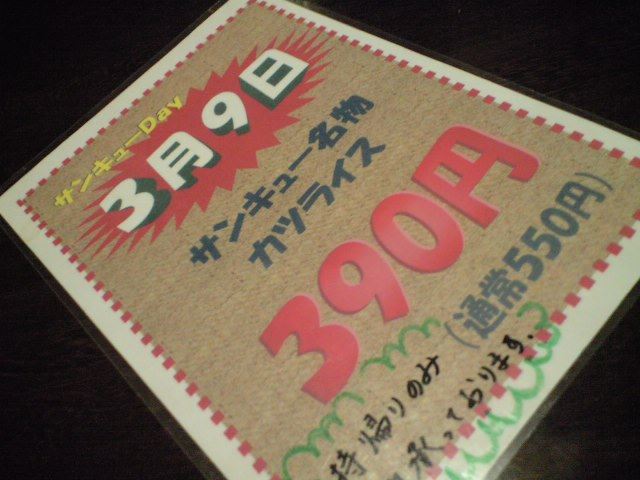 サンキューDay
3月9日
サンキュー名物
カツライス
390円
(通常550円)
持帰りのみ
承っております.